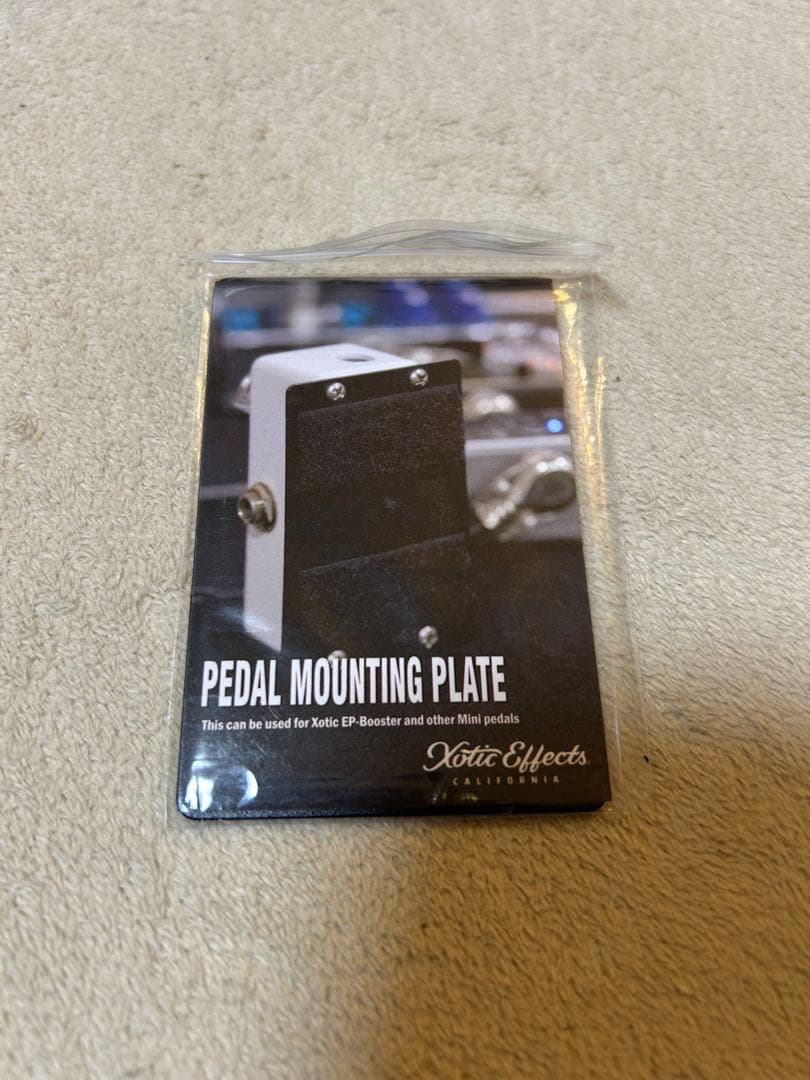 PEDAL MOUNTING PLATE
This can be used for Xotic EP-Booster and other Mini pedals
Xotic Effects
CALIFORNIA